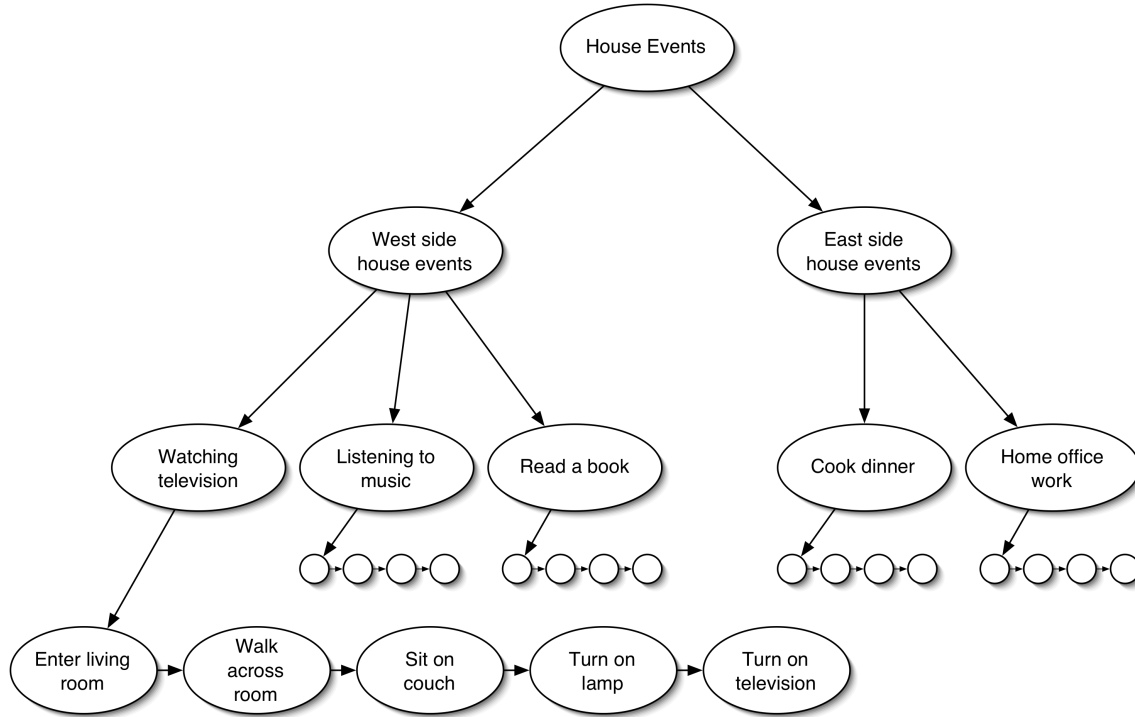 House Events
West side
house events
East side
house events
Watching
television
Listening to
music
Read a book
Cook dinner
Home office
work
Enter living
room
Walk
across
room
Sit on
couch
Turn on
lamp
Turn on
television